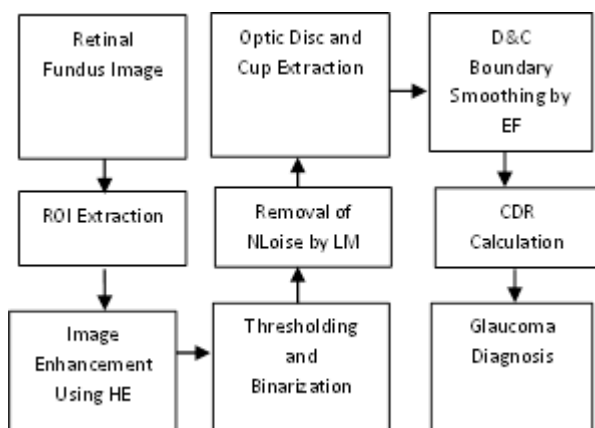 Retinal
Fundus Image
ROI Extraction
Image
Enhancement
Using HE
Thresholding
and
Binarization
Removal of
NLoise by LM
Optic Disc and
Cup Extraction
D&C
Boundary
Smoothing by
EF
CDR
Calculation
Glaucoma
Diagnosis